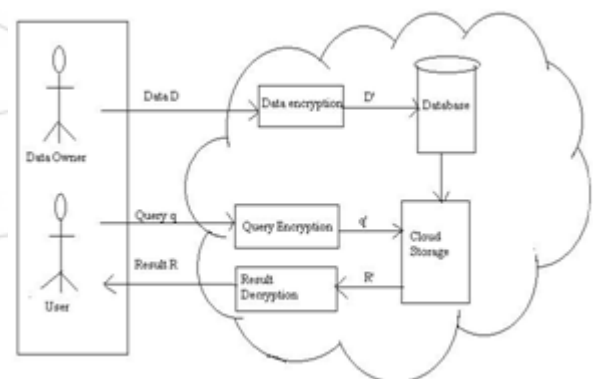 Data D
Data encryption
D'
Database
Data Owner
Query q
Query Encryption
q'
Cloud
Storage
Result R
Result
Decryption
R'
User